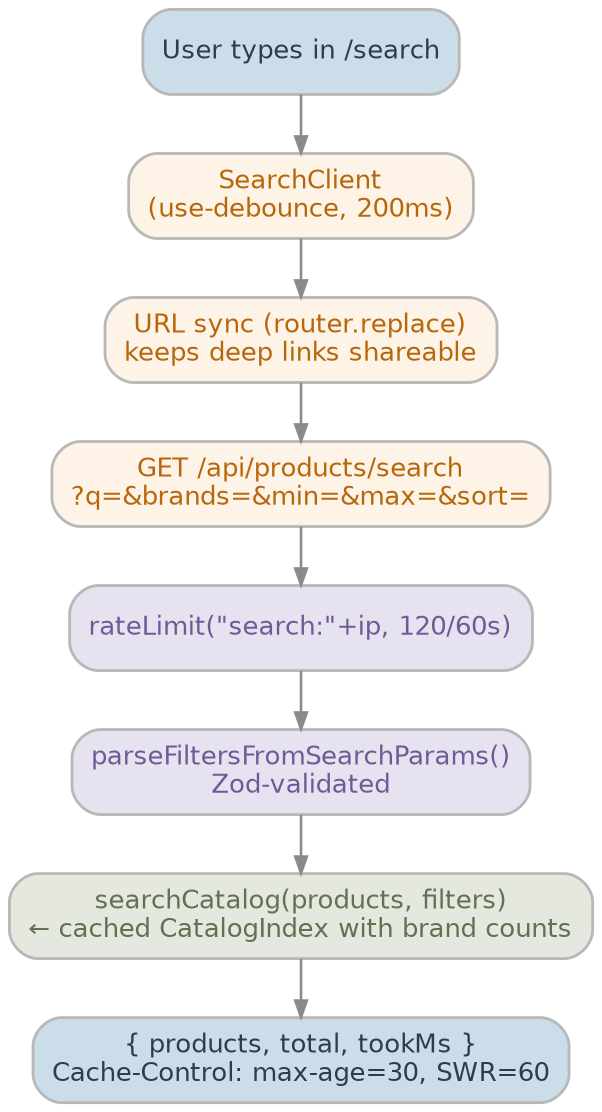 User types in /search
SearchClient
(use-debounce, 200ms)
URL sync (router.replace)
keeps deep links shareable
GET /api/products/search
?q=&brands=&min=&max=&sort=
rateLimit("search:"+ip, 120/60s)
parseFiltersFromSearchParams()
Zod-validated
searchCatalog(products, filters)
← cached CatalogIndex with brand counts
{ products, total, tookMs }
Cache-Control: max-age=30, SWR=60